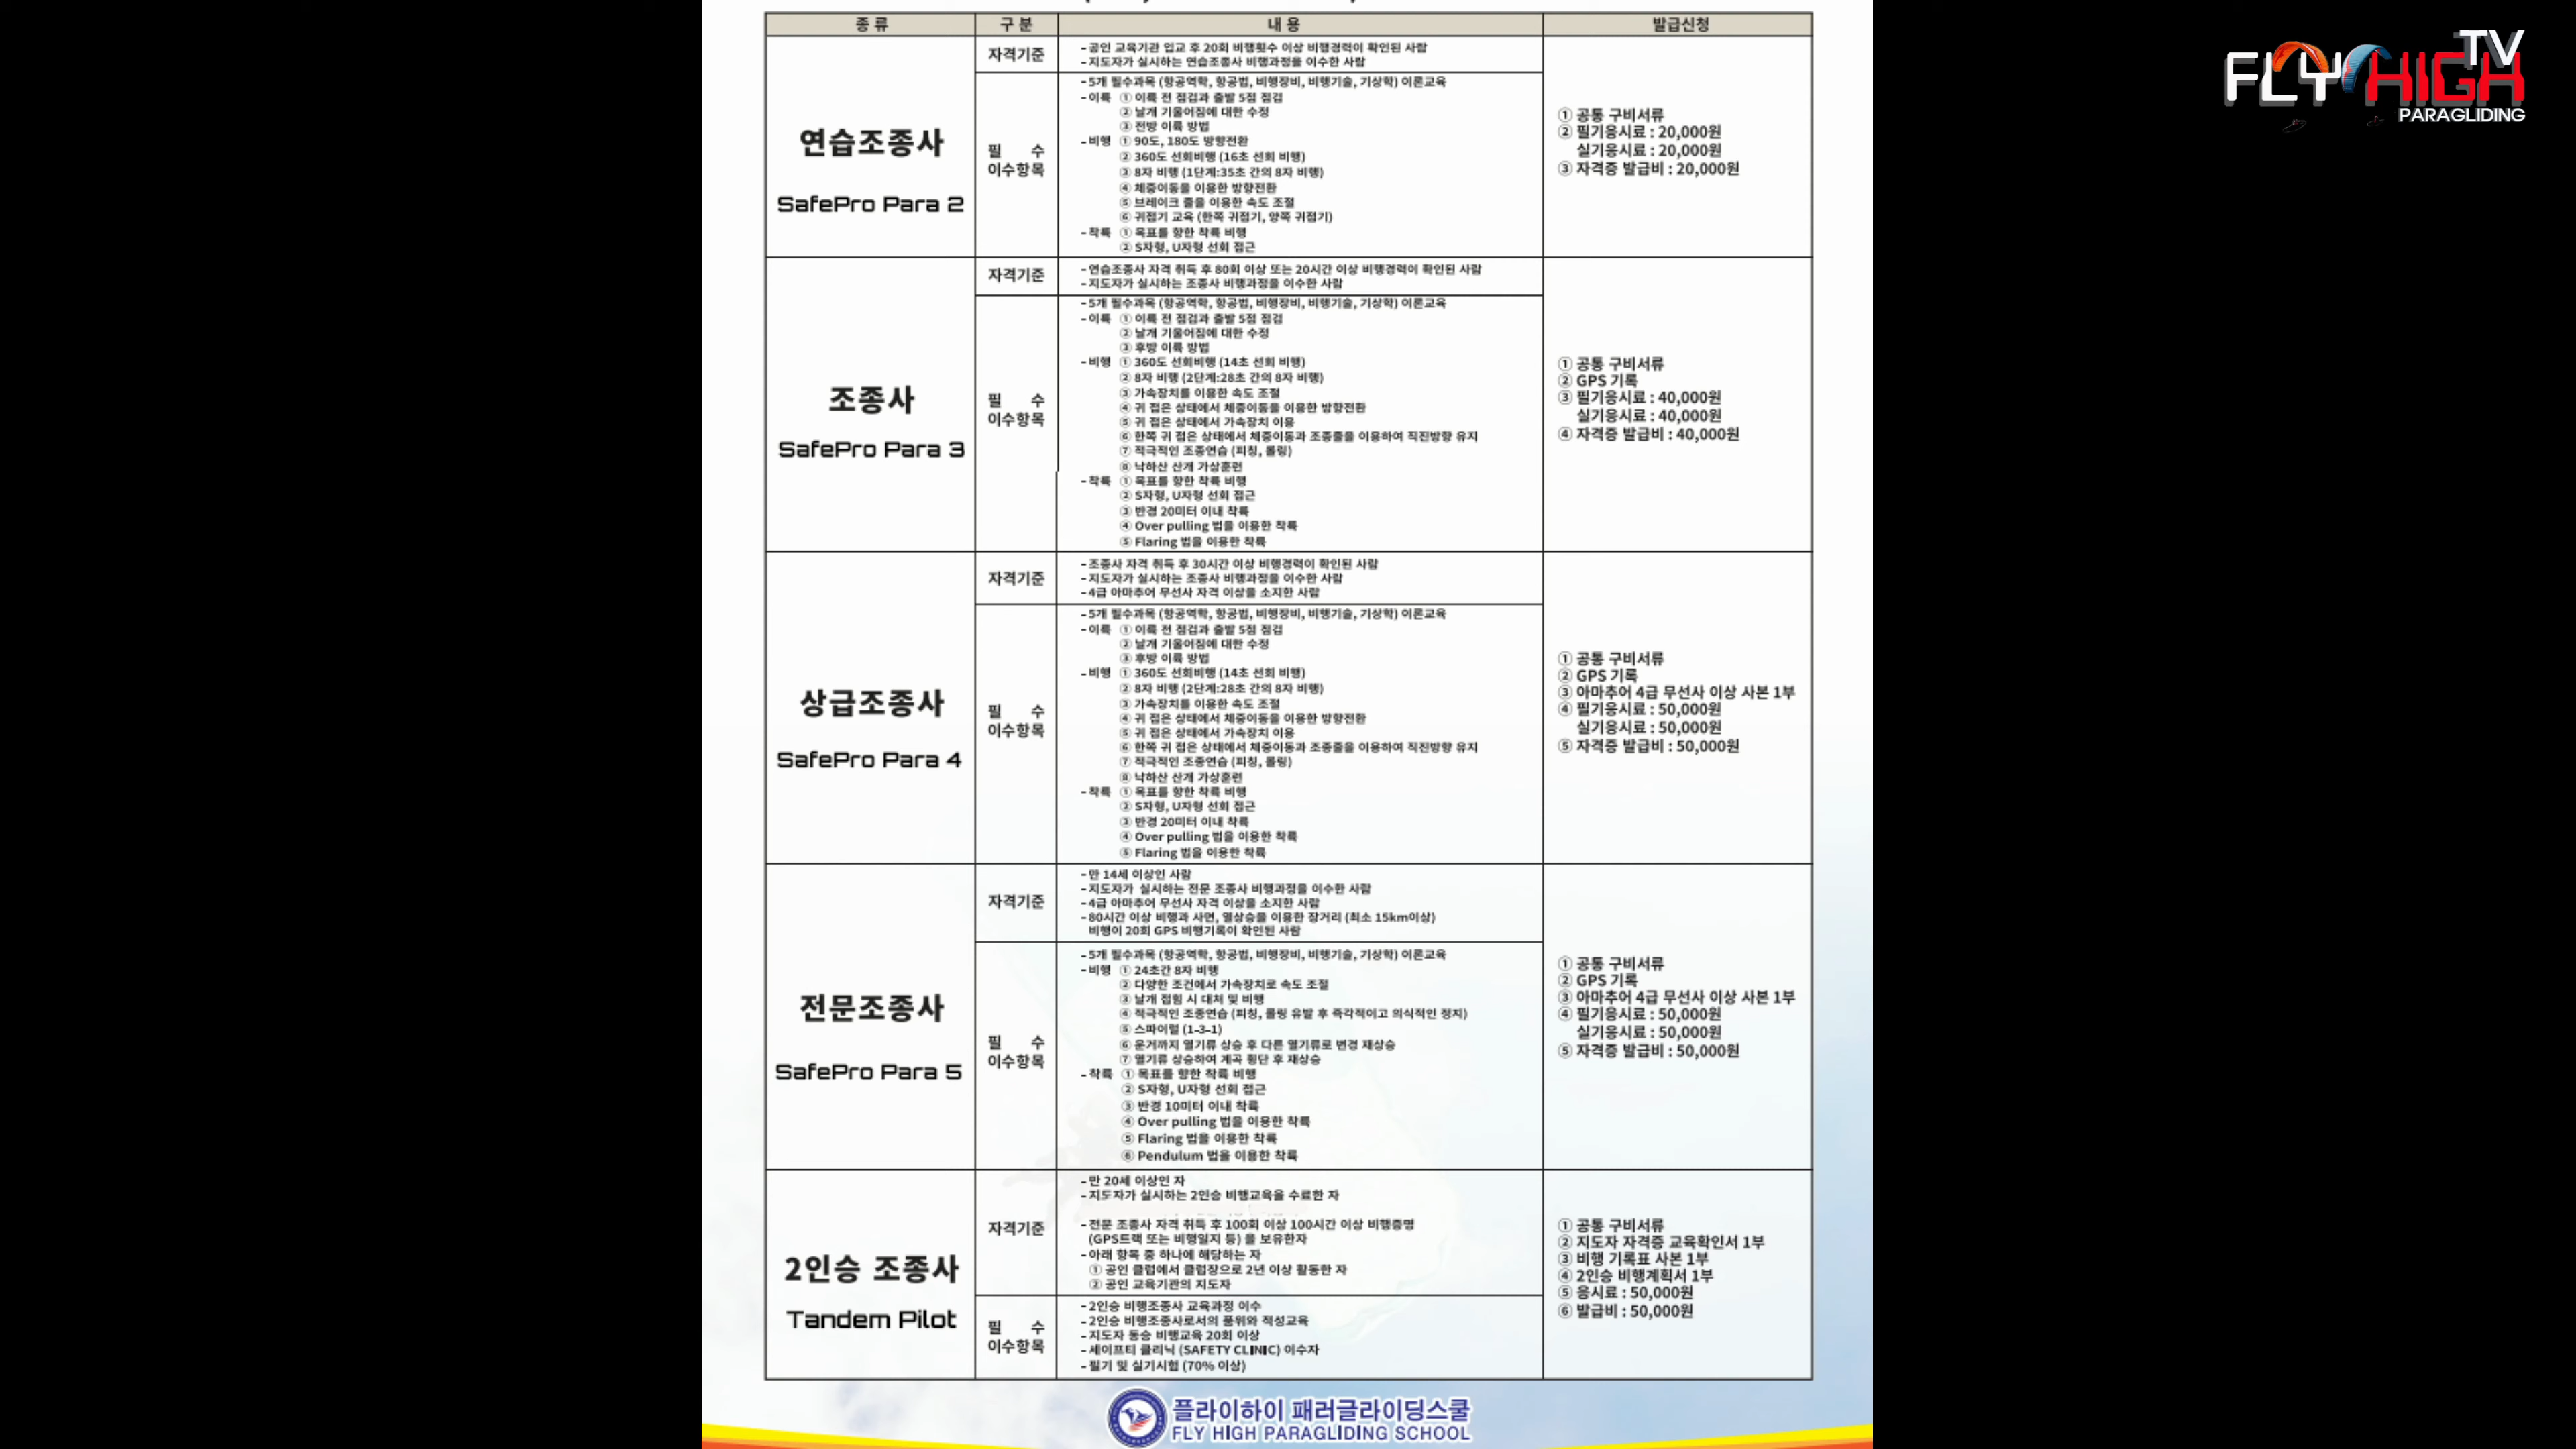 종 류 구 분 내 용 발급신청
연습조종사
SafePro Para 2
자격기준
- 공인 교육기관 입교 후 20회 비행횟수 이상 비행경력이 확인된 사람
- 지도자가 실시하는 연습조종사 비행과정을 이수한 사람
필 수
이수항목
- 5개 필수과목 (항공역학, 항공법, 비행장비, 비행기술, 기상학) 이론교육
- 이륙 ① 이륙 전 점검과 출발 5점 점검
② 날개 기울어짐에 대한 수정
③ 전방 이륙 방법
- 비행 ① 90도, 180도 방향전환
② 360도 선회비행 (16초 선회 비행)
③ 8자 비행 (1단계:35초 간의 8자 비행)
④ 체중이동을 이용한 방향전환
⑤ 브레이크 줄을 이용한 속도 조절
⑥ 귀접기 교육 (한쪽 귀접기, 양쪽 귀접기)
- 착륙 ① 목표를 향한 착륙 비행
② S자형, U자형 선회 접근
① 공통 구비서류
② 필기응시료 : 20,000원
실기응시료 : 20,000원
③ 자격증 발급비 : 20,000원
조종사
SafePro Para 3
자격기준
- 연습조종사 자격 취득 후 80회 이상 또는 20시간 이상 비행경력이 확인된 사람
- 지도자가 실시하는 조종사 비행과정을 이수한 사람
필 수
이수항목
- 5개 필수과목 (항공역학, 항공법, 비행장비, 비행기술, 기상학) 이론교육
- 이륙 ① 이륙 전 점검과 출발 5점 점검
② 날개 기울어짐에 대한 수정
③ 후방 이륙 방법
- 비행 ① 360도 선회비행 (14초 선회 비행)
② 8자 비행 (2단계:28초 간의 8자 비행)
③ 가속장치를 이용한 속도 조절
④ 귀 접은 상태에서 체중이동을 이용한 방향전환
⑤ 귀 접은 상태에서 가속장치 이용
⑥ 한쪽 귀 접은 상태에서 체중이동과 조종줄을 이용하여 직진방향 유지
⑦ 적극적인 조종연습 (피칭, 롤링)
⑧ 낙하산 산개 가상훈련
- 착륙 ① 목표를 향한 착륙 비행
② S자형, U자형 선회 접근
③ 반경 20미터 이내 착륙
④ Over pulling 법을 이용한 착륙
⑤ Flaring 법을 이용한 착륙
① 공통 구비서류
② GPS 기록
③ 필기응시료 : 40,000원
실기응시료 : 40,000원
④ 자격증 발급비 : 40,000원
상급조종사
SafePro Para 4
자격기준
- 조종사 자격 취득 후 30시간 이상 비행경력이 확인된 사람
- 지도자가 실시하는 조종사 비행과정을 이수한 사람
- 4급 아마추어 무선사 자격 이상을 소지한 사람
필 수
이수항목
- 5개 필수과목 (항공역학, 항공법, 비행장비, 비행기술, 기상학) 이론교육
- 이륙 ① 이륙 전 점검과 출발 5점 점검
② 날개 기울어짐에 대한 수정
③ 후방 이륙 방법
- 비행 ① 360도 선회비행 (14초 선회 비행)
② 8자 비행 (2단계:28초 간의 8자 비행)
③ 가속장치를 이용한 속도 조절
④ 귀 접은 상태에서 체중이동을 이용한 방향전환
⑤ 귀 접은 상태에서 가속장치 이용
⑥ 한쪽 귀 접은 상태에서 체중이동과 조종줄을 이용하여 직진방향 유지
⑦ 적극적인 조종연습 (피칭, 롤링)
⑧ 낙하산 산개 가상훈련
- 착륙 ① 목표를 향한 착륙 비행
② S자형, U자형 선회 접근
③ 반경 20미터 이내 착륙
④ Over pulling 법을 이용한 착륙
⑤ Flaring 법을 이용한 착륙
① 공통 구비서류
② GPS 기록
③ 아마추어 4급 무선사 이상 사본 1부
④ 필기응시료 : 50,000원
실기응시료 : 50,000원
⑤ 자격증 발급비 : 50,000원
전문조종사
SafePro Para 5
자격기준
- 만 14세 이상인 사람
- 지도자가 실시하는 전문 조종사 비행과정을 이수한 사람
- 4급 아마추어 무선사 자격 이상을 소지한 사람
- 80시간 이상 비행과 사면, 열상승을 이용한 장거리 (최소 15km이상)
비행이 20회 GPS 비행기록이 확인된 사람
필 수
이수항목
- 5개 필수과목 (항공역학, 항공법, 비행장비, 비행기술, 기상학) 이론교육
- 비행 ① 24초간 8자 비행
② 다양한 조건에서 가속장치로 속도 조절
③ 날개 접힘 시 대처 및 비행
④ 적극적인 조종연습 (피칭, 롤링 유발 후 즉각적이고 의식적인 정지)
⑤ 스파이럴 (1-3-1)
⑥ 운저까지 열기류 상승 후 다른 열기류로 변경 재상승
⑦ 열기류 상승하여 계곡 횡단 후 재상승
- 착륙 ① 목표를 향한 착륙 비행
② S자형, U자형 선회 접근
③ 반경 10미터 이내 착륙
④ Over pulling 법을 이용한 착륙
⑤ Flaring 법을 이용한 착륙
⑥ Pendulum 법을 이용한 착륙
① 공통 구비서류
② GPS 기록
③ 아마추어 4급 무선사 이상 사본 1부
④ 필기응시료 : 50,000원
실기응시료 : 50,000원
⑤ 자격증 발급비 : 50,000원
2인승 조종사
Tandem Pilot
자격기준
- 만 20세 이상인 자
- 지도자가 실시하는 2인승 비행교육을 수료한 자
- 전문 조종사 자격 취득 후 100회 이상 100시간 이상 비행증명
(GPS트랙 또는 비행일지 등) 을 보유한자
- 아래 항목 중 하나에 해당하는 자
① 공인 클럽에서 클럽장으로 2년 이상 활동한 자
② 공인 교육기관의 지도자
필 수
이수항목
- 2인승 비행조종사 교육과정 이수
- 2인승 비행조종사로서의 품위와 적성교육
- 지도자 동승 비행교육 20회 이상
- 세이프티 클리닉 (SAFETY CLINIC) 이수자
- 필기 및 실기시험 (70% 이상)
① 공통 구비서류
② 지도자 자격증 교육확인서 1부
③ 비행 기록표 사본 1부
④ 2인승 비행계획서 1부
⑤ 응시료 : 50,000원
⑥ 발급비 : 50,000원
플라이하이 패러글라이딩스쿨
FLY HIGH PARAGLIDING SCHOOL
FLY HIGH TV
PARAGLIDING